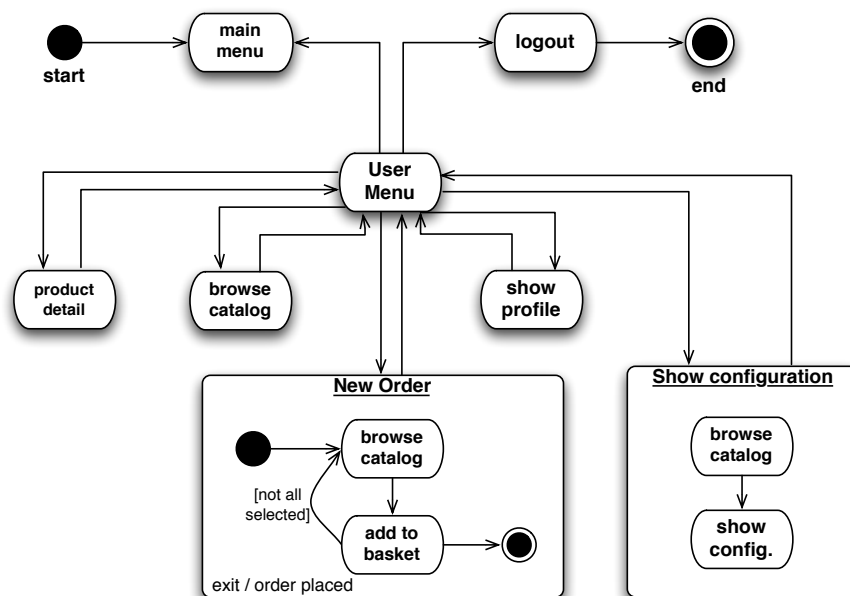 main
menu
logout
start
end
User
Menu
product
detail
browse
catalog
show
profile
New Order
browse
catalog
[not all
selected]
add to
basket
exit / order placed
Show configuration
browse
catalog
show
config.